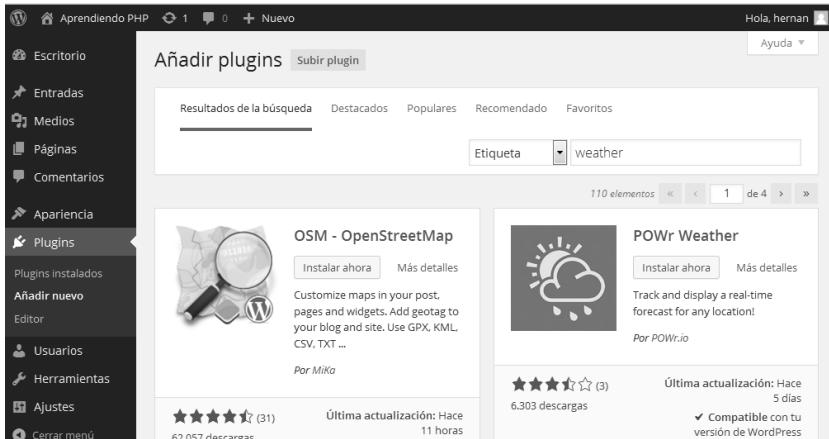 Aprendiendo PHP 1 0 + Nuevo Hola, hernan
Escritorio
Entradas
Medios
Páginas
Comentarios
Apariencia
Plugins
Plugins instalados
Añadir nuevo
Editor
Usuarios
Herramientas
Ajustes
Cerrar menú
Ayuda
Añadir plugins Subir plugin
Resultados de la búsqueda Destacados Populares Recomendado Favoritos
Etiqueta weather
110 elementos « ‹ 1 de 4 › »
OSM - OpenStreetMap
Instalar ahora Más detalles
Customize maps in your post,
pages and widgets. Add geotag to
your blog and site. Use GPX, KML,
CSV, TXT ...
Por MiKa
(31)
62.057 descargas
Última actualización: Hace
11 horas
POWr Weather
Instalar ahora Más detalles
Track and display a real-time
forecast for any location!
Por POWr.io
(3)
6.303 descargas
Última actualización: Hace
5 días
✔ Compatible con tu
versión de WordPress